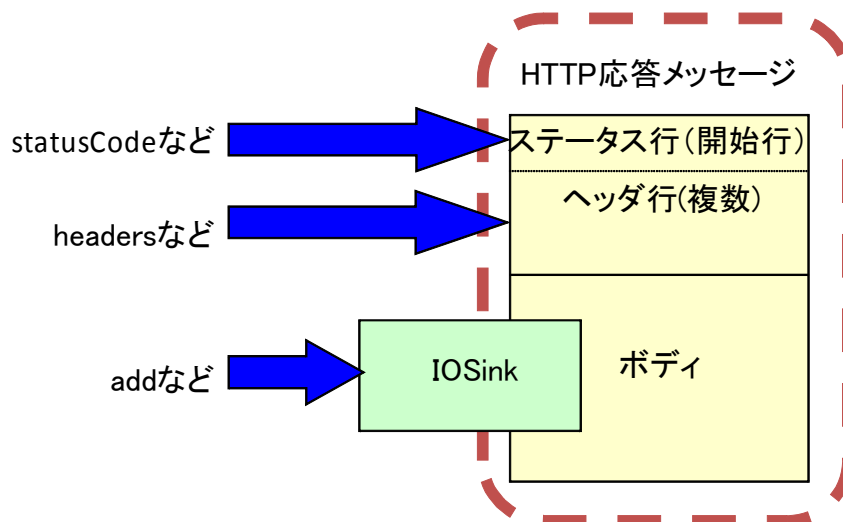 HTTP応答メッセージ
statusCodeなど
ステータス行(開始行)
headersなど
ヘッダ行(複数)
addなど
IOSink
ボディ